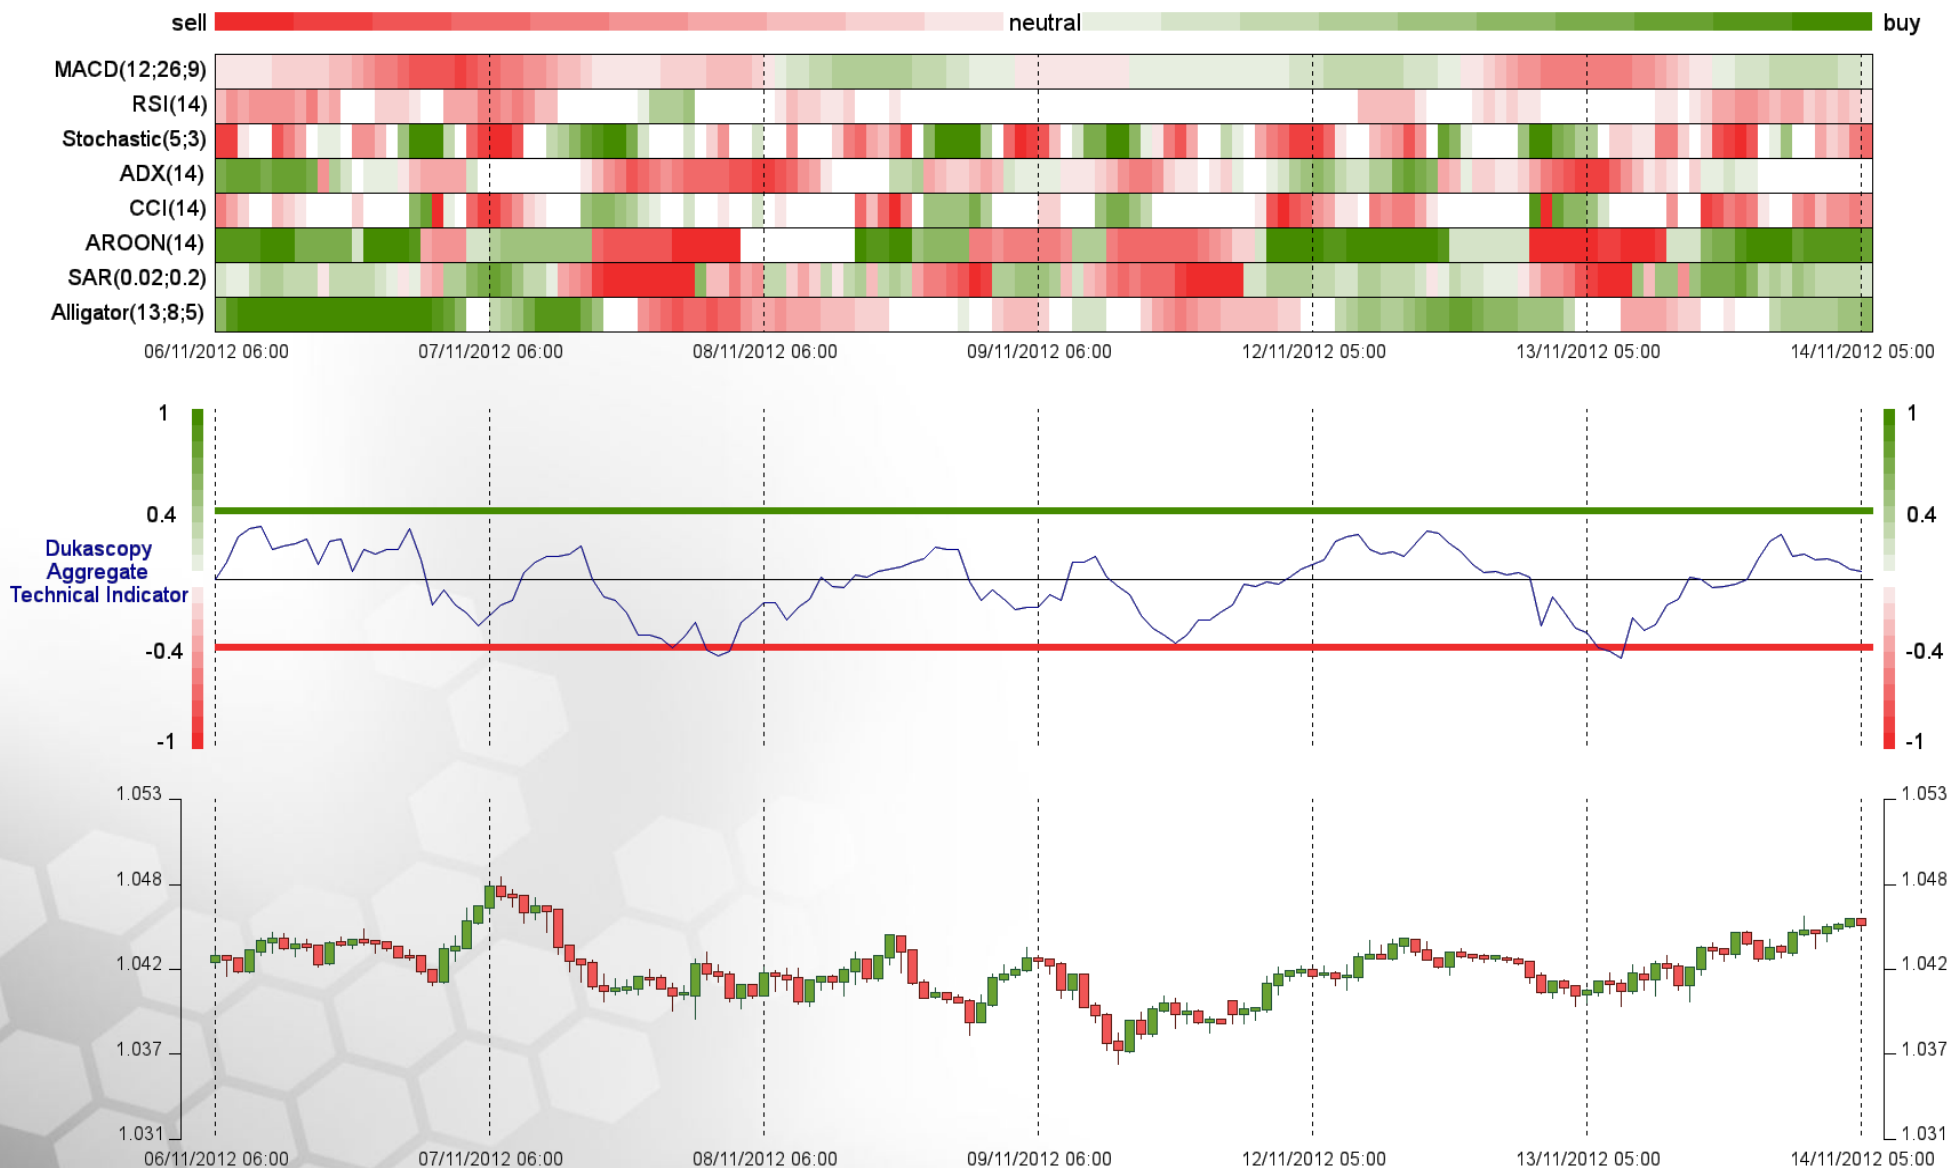 sell neutral buy
MACD(12;26;9)
RSI(14)
Stochastic(5;3)
ADX(14)
CCI(14)
AROON(14)
SAR(0.02;0.2)
Alligator(13;8;5)
06/11/2012 06:00 07/11/2012 06:00 08/11/2012 06:00 09/11/2012 06:00 12/11/2012 05:00 13/11/2012 05:00 14/11/2012 05:00
1 1
0.4 0.4
Dukascopy
Aggregate
Technical Indicator
-0.4 -0.4
-1 -1
1.053 1.053
1.048 1.048
1.042 1.042
1.037 1.037
1.031 1.031
06/11/2012 06:00 07/11/2012 06:00 08/11/2012 06:00 09/11/2012 06:00 12/11/2012 05:00 13/11/2012 05:00 14/11/2012 05:00